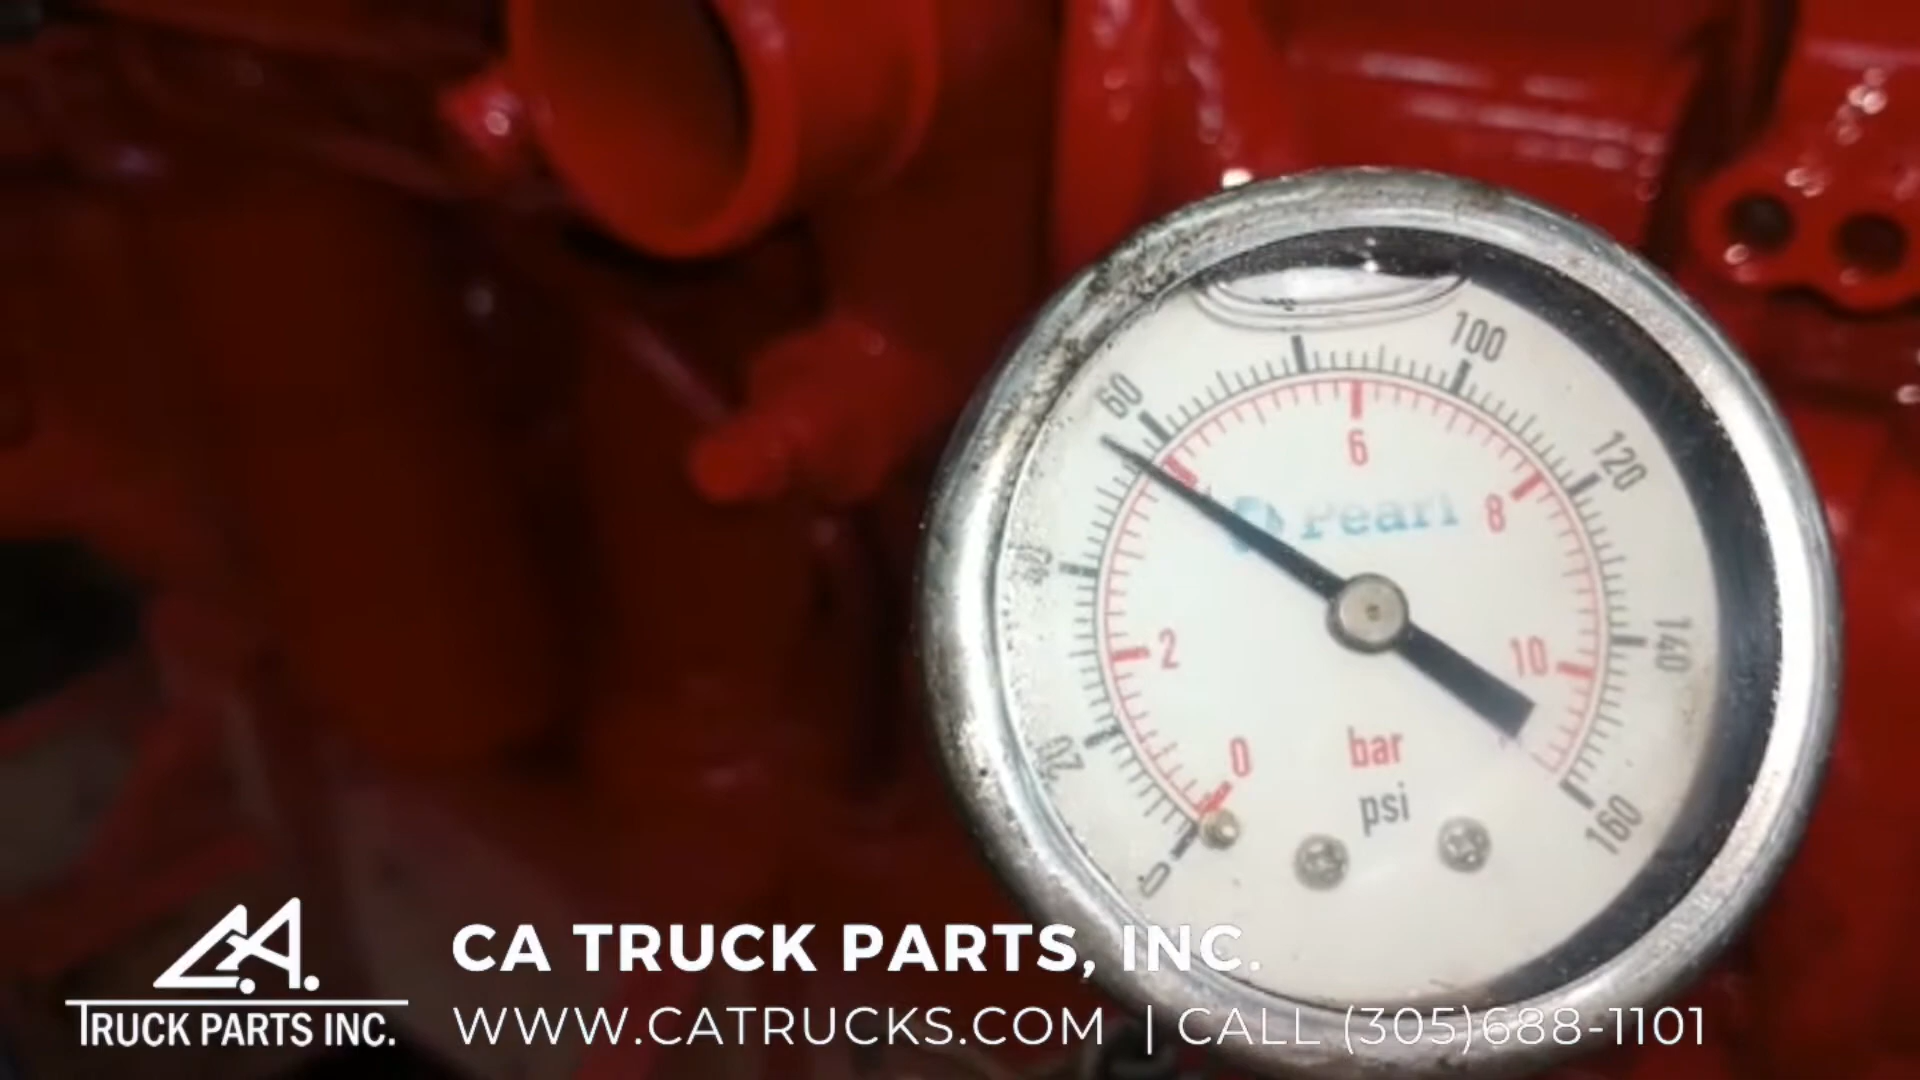 100
60
120
6
Pearl
8
40
140
2
10
20
0
bar
psi
160
0
C.A.
TRUCK PARTS INC.
CA TRUCK PARTS, INC.
WWW.CATRUCKS.COM | CALL (305)688-1101